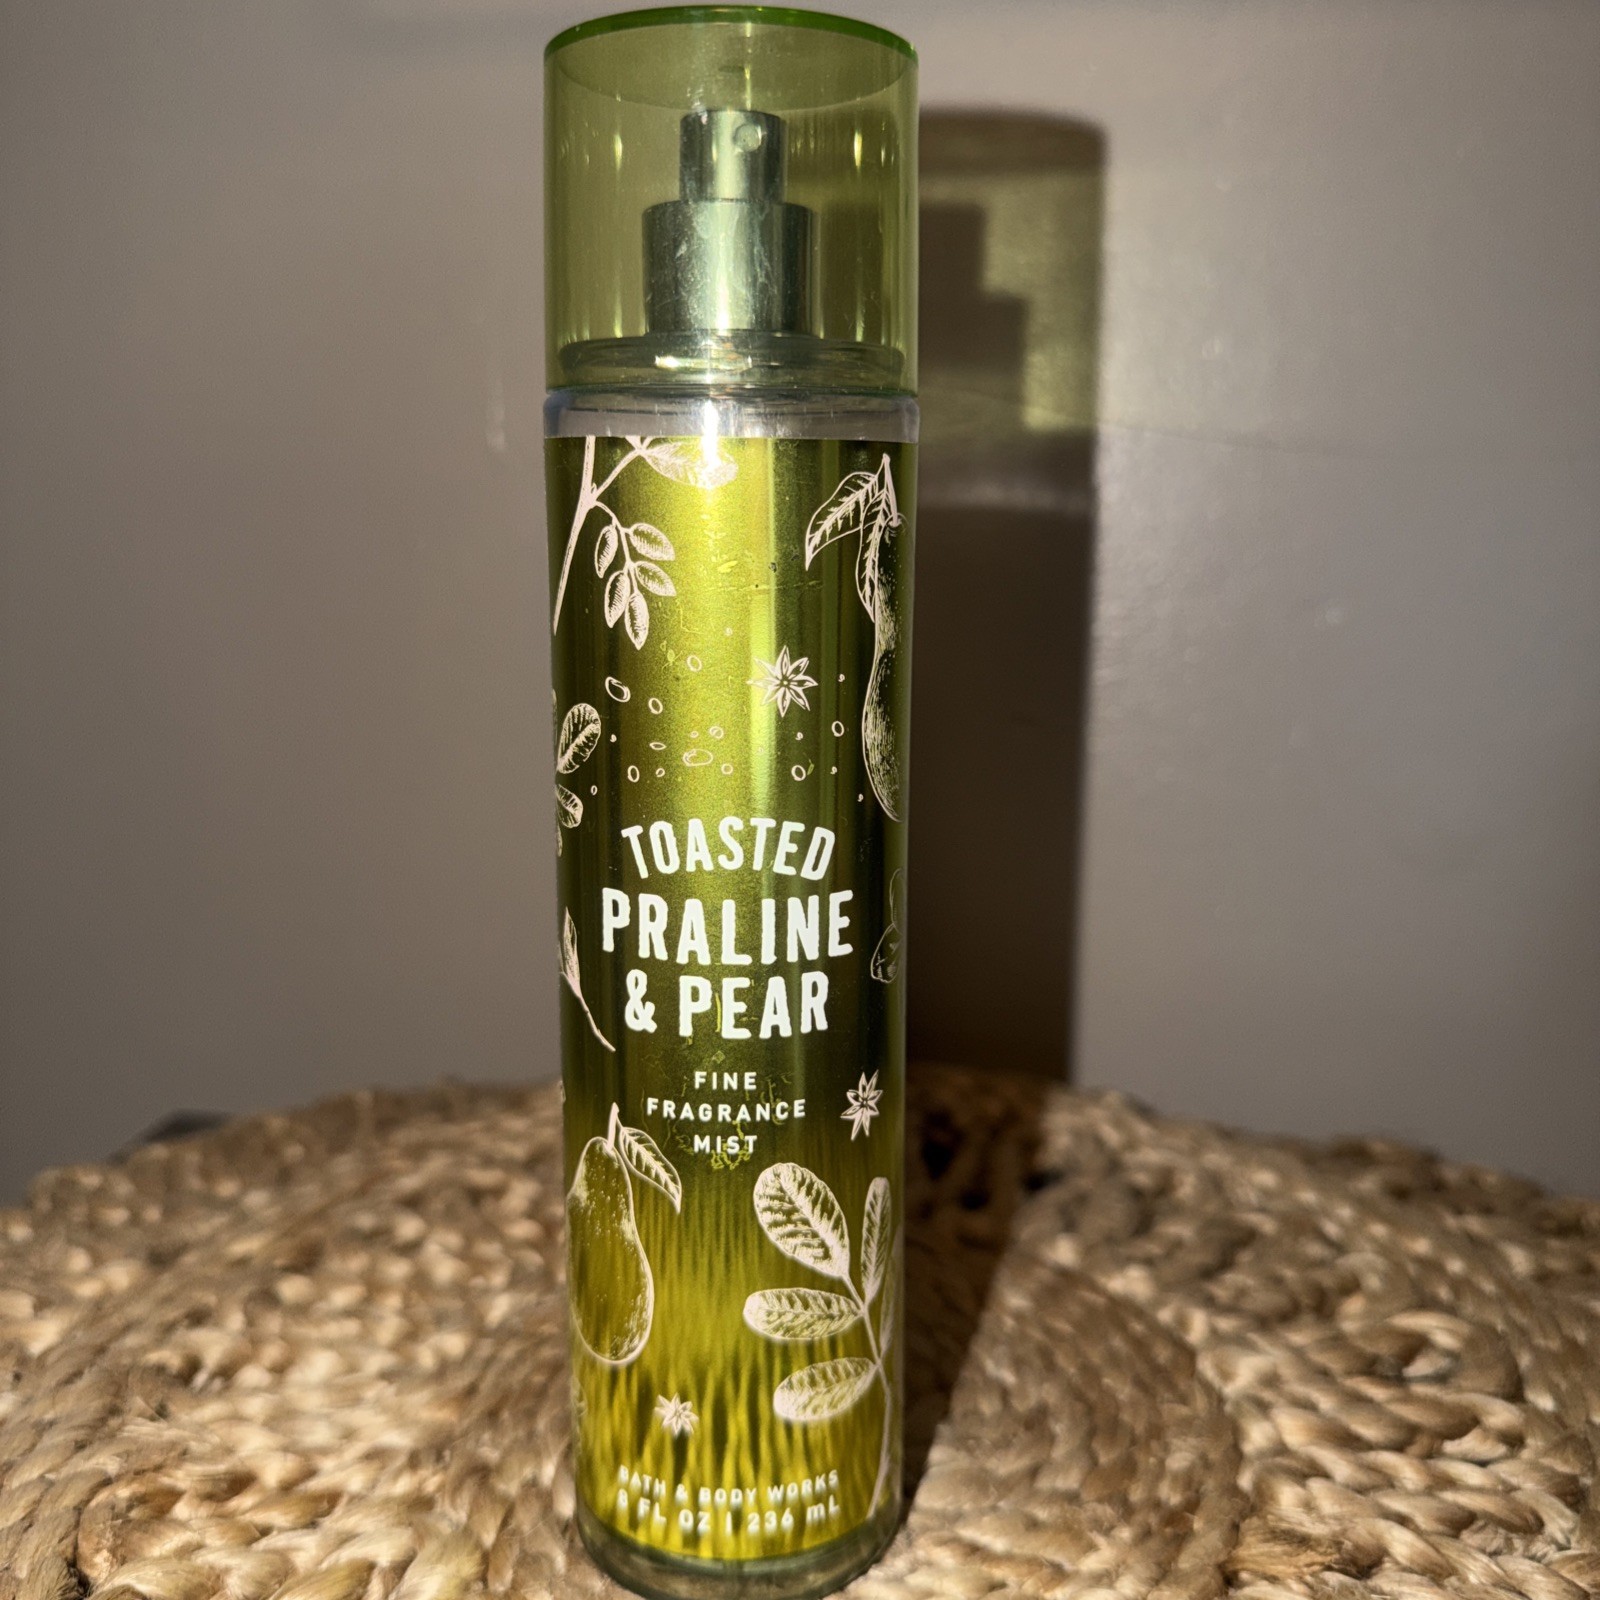 TOASTED
PRALINE
& PEAR
FINE
FRAGRANCE
MIST
BATH & BODY WORKS
8 FL OZ | 236 mL